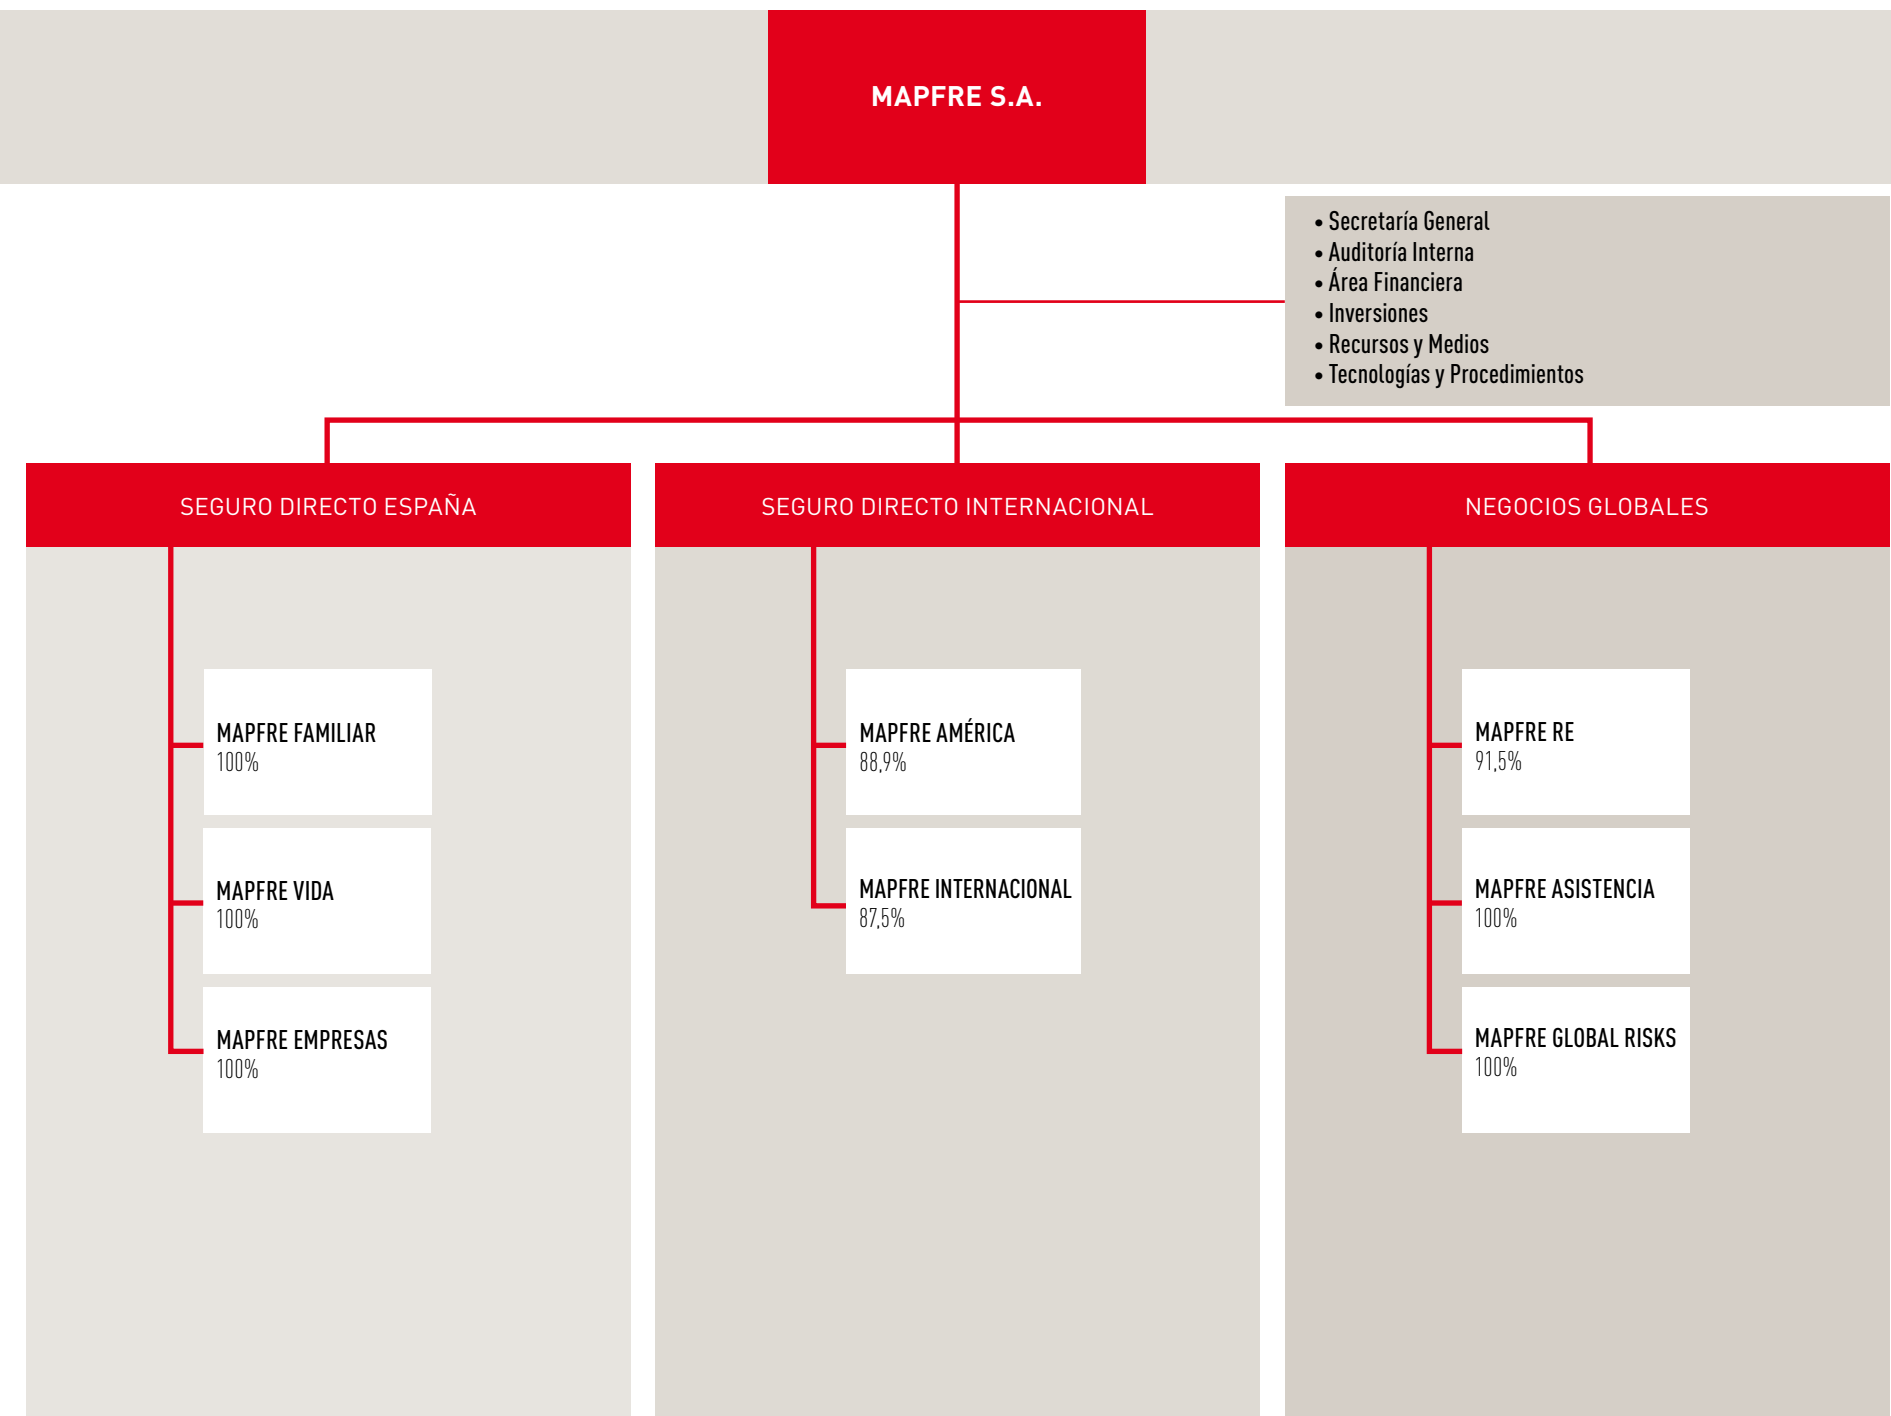 MAPFRE S.A.
• Secretaría General
• Auditoría Interna
• Área Financiera
• Inversiones
• Recursos y Medios
• Tecnologías y Procedimientos
SEGURO DIRECTO ESPAÑA
MAPFRE FAMILIAR
100%
MAPFRE VIDA
100%
MAPFRE EMPRESAS
100%
SEGURO DIRECTO INTERNACIONAL
MAPFRE AMÉRICA
88,9%
MAPFRE INTERNACIONAL
87,5%
NEGOCIOS GLOBALES
MAPFRE RE
91,5%
MAPFRE ASISTENCIA
100%
MAPFRE GLOBAL RISKS
100%